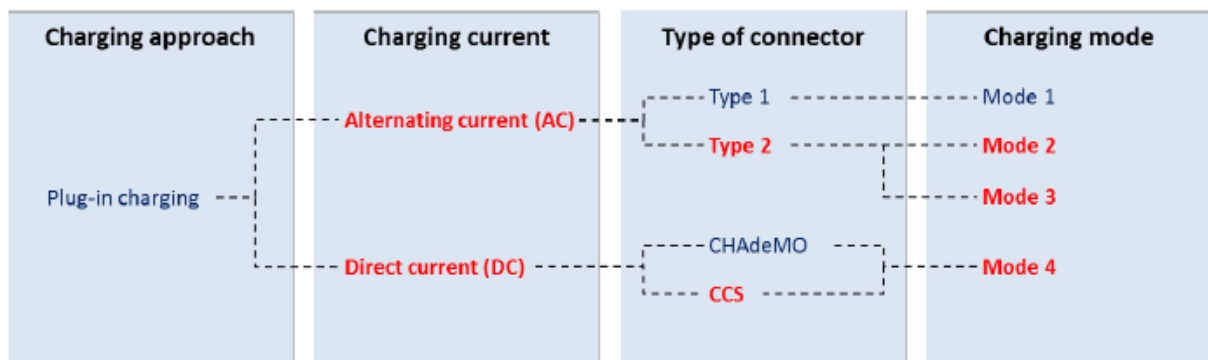 Charging approach
Charging current
Type of connector
Charging mode
Type 1
Mode 1
Alternating current (AC)
Type 2
Mode 2
Plug-in charging
Mode 3
CHAdeMO
Direct current (DC)
Mode 4
CCS